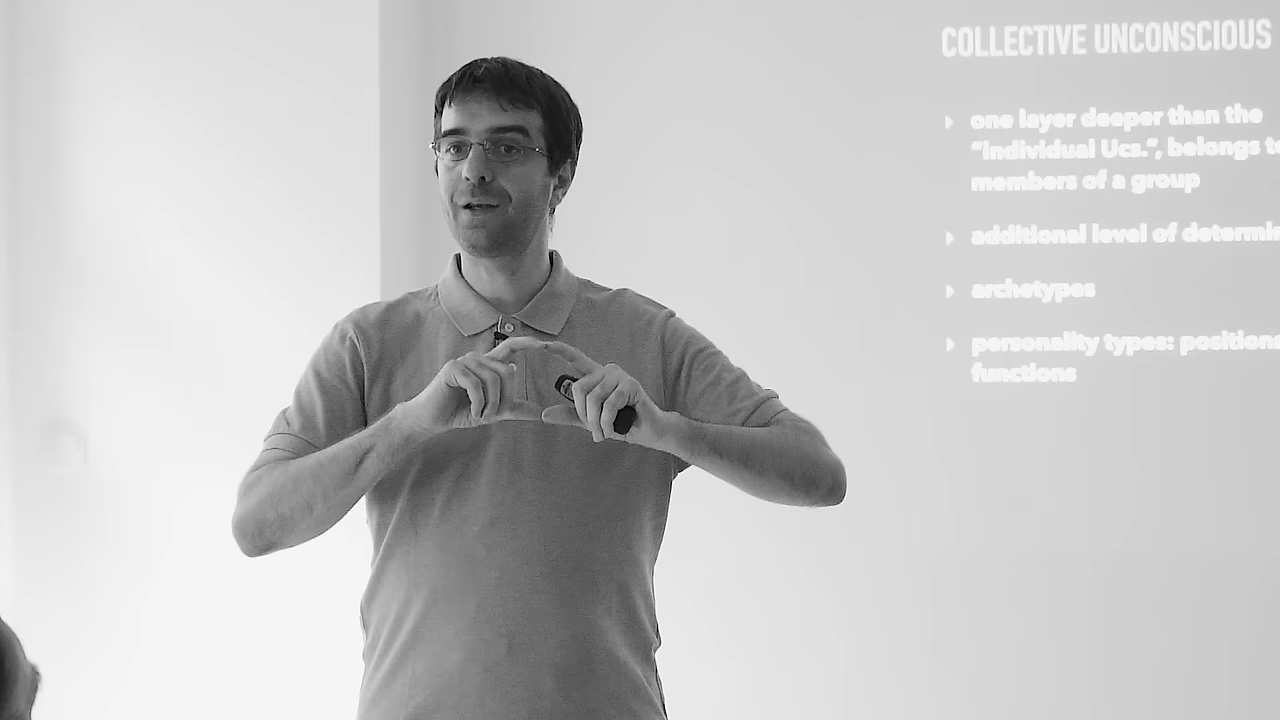 COLLECTIVE UNCONSCIOUS
one layer deeper than the
"individual Ucs.", belongs to
members of a group
additional level of
archetypes
personality types:
functions